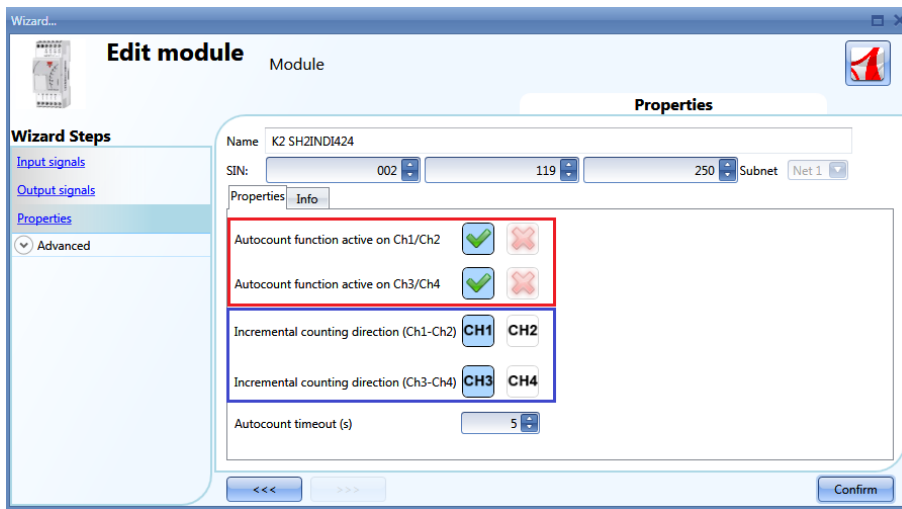 Wizard...
Edit module
Module
Properties
Wizard Steps
Input signals
Output signals
Properties
Advanced
Name K2 SH2INDI424
SIN: 002 119 250 Subnet Net 1
Properties Info
Autocount function active on Ch1/Ch2
Autocount function active on Ch3/Ch4
Incremental counting direction (Ch1-Ch2) CH1 CH2
Incremental counting direction (Ch3-Ch4) CH3 CH4
Autocount timeout (s) 5
<<< >>> Confirm